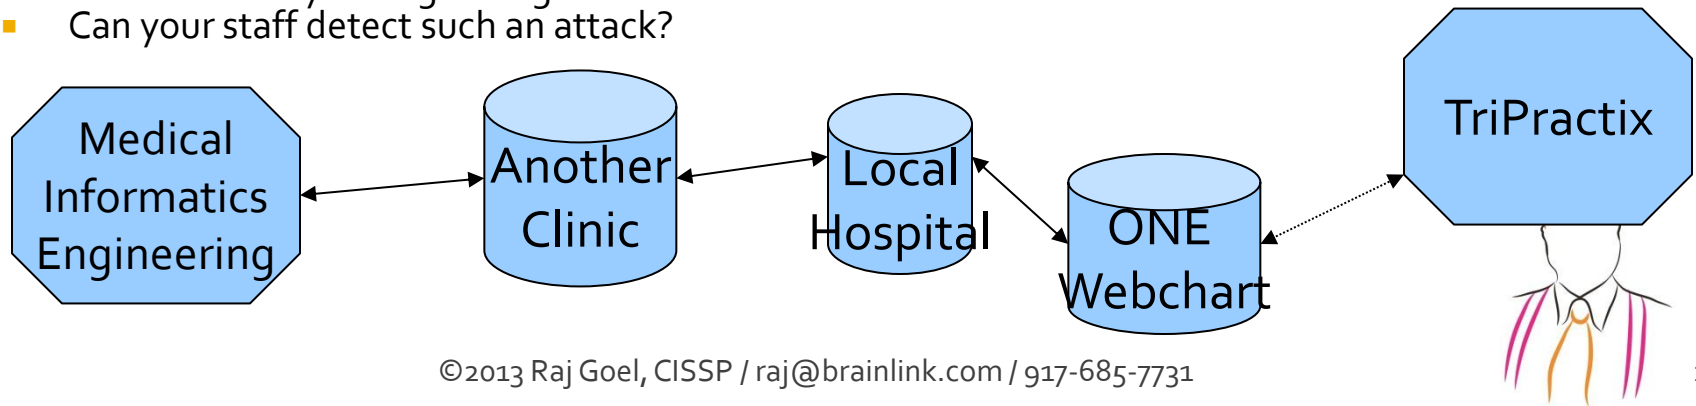 Can your staff detect such an attack?
Medical
Informatics
Engineering
Another
Clinic
Local
Hospital
ONE
Webchart
TriPractix
©2013 Raj Goel, CISSP / raj@brainlink.com / 917-685-7731